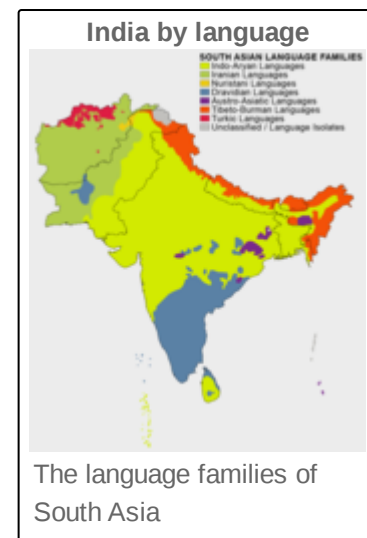 India by language
SOUTH ASIAN LANGUAGE FAMILIES
Indo-Aryan Languages
Iranian Languages
Nuristani Languages
Dravidian Languages
Austro-Asiatic Languages
Tibeto-Burman Languages
Turkic Languages
Unclassified / Language Isolates
The language families of
South Asia